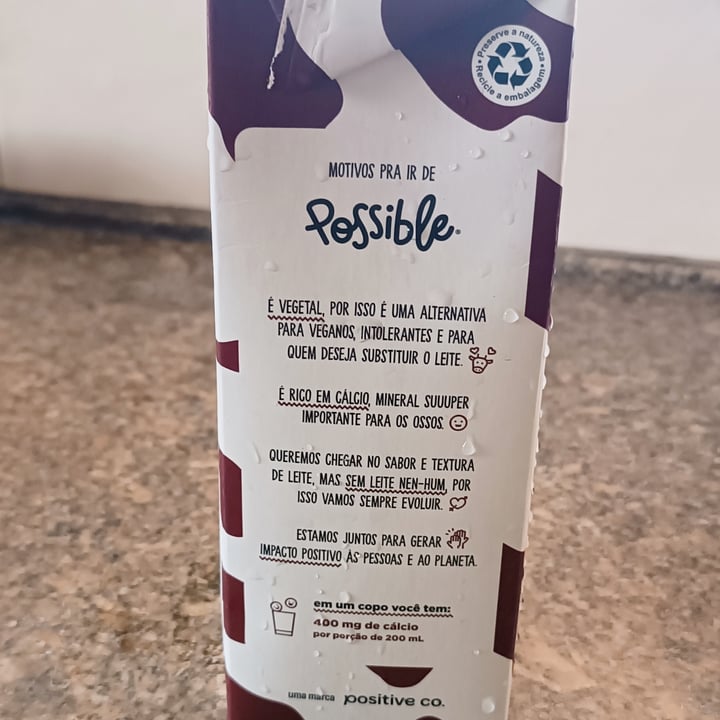 Preserve a natureza
Recicle a embalagem
MOTIVOS PRA IR DE
Possible.
É VEGETAL, POR ISSO É UMA ALTERNATIVA
PARA VEGANOS, INTOLERANTES E PARA
QUEM DESEJA SUBSTITUIR O LEITE.
É RICO EM CÁLCIO, MINERAL SUUUPER
IMPORTANTE PARA OS OSSOS.
QUEREMOS CHEGAR NO SABOR E TEXTURA
DE LEITE, MAS SEM LEITE NEN-HUM, POR
ISSO VAMOS SEMPRE EVOLUIR.
ESTAMOS JUNTOS PARA GERAR
IMPACTO POSITIVO ÀS PESSOAS E AO PLANETA.
em um copo você tem:
400 mg de cálcio
por porção de 200 mL
uma marca positive co.